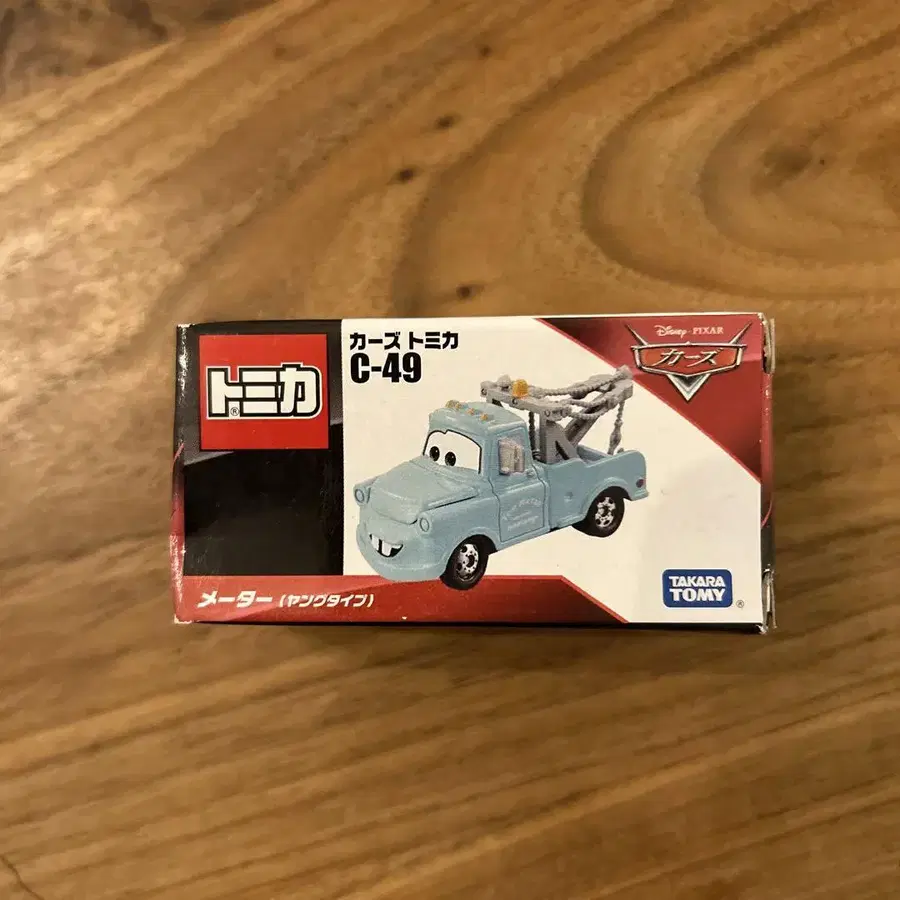 カーズ トミカ
C-49
トミカ®
Disney・PIXAR
カーズ
メーター (ヤングタイプ)
TAKARA
TOMY®